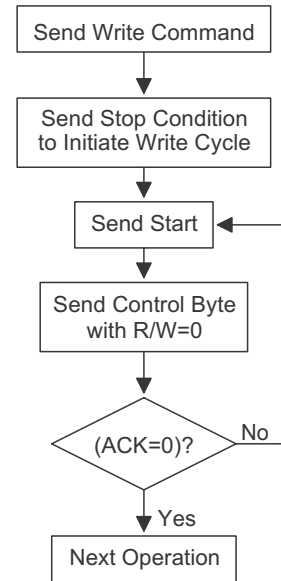 Send Write Command
Send Stop Condition
to Initiate Write Cycle
Send Start
Send Control Byte
with R/W=0
(ACK=0)?
No
Yes
Next Operation